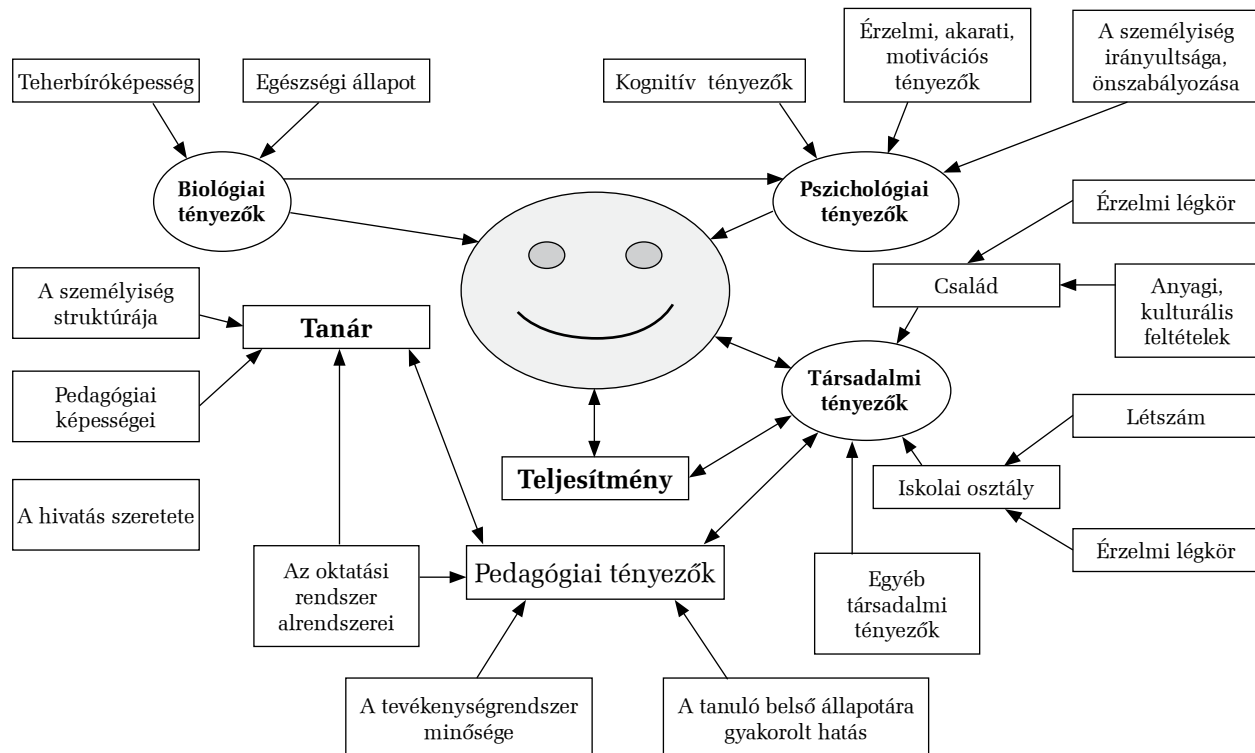 Teherbíróképesség
Egészségi állapot
Kognitív tényezők
Érzelmi, akarati,
motivációs
tényezők
A személyiség
irányultsága,
önszabályozása
Biológiai
tényezők
Pszichológiai
tényezők
Érzelmi légkör
Család
Anyagi,
kulturális
feltételek
A személyiség
struktúrája
Tanár
Pedagógiai
képességei
Társadalmi
tényezők
Létszám
Teljesítmény
Iskolai osztály
A hivatás szeretete
Érzelmi légkör
Az oktatási
rendszer
alrendszerei
Pedagógiai tényezők
Egyéb
társadalmi
tényezők
A tevékenységrendszer
minősége
A tanuló belső állapotára
gyakorolt hatás